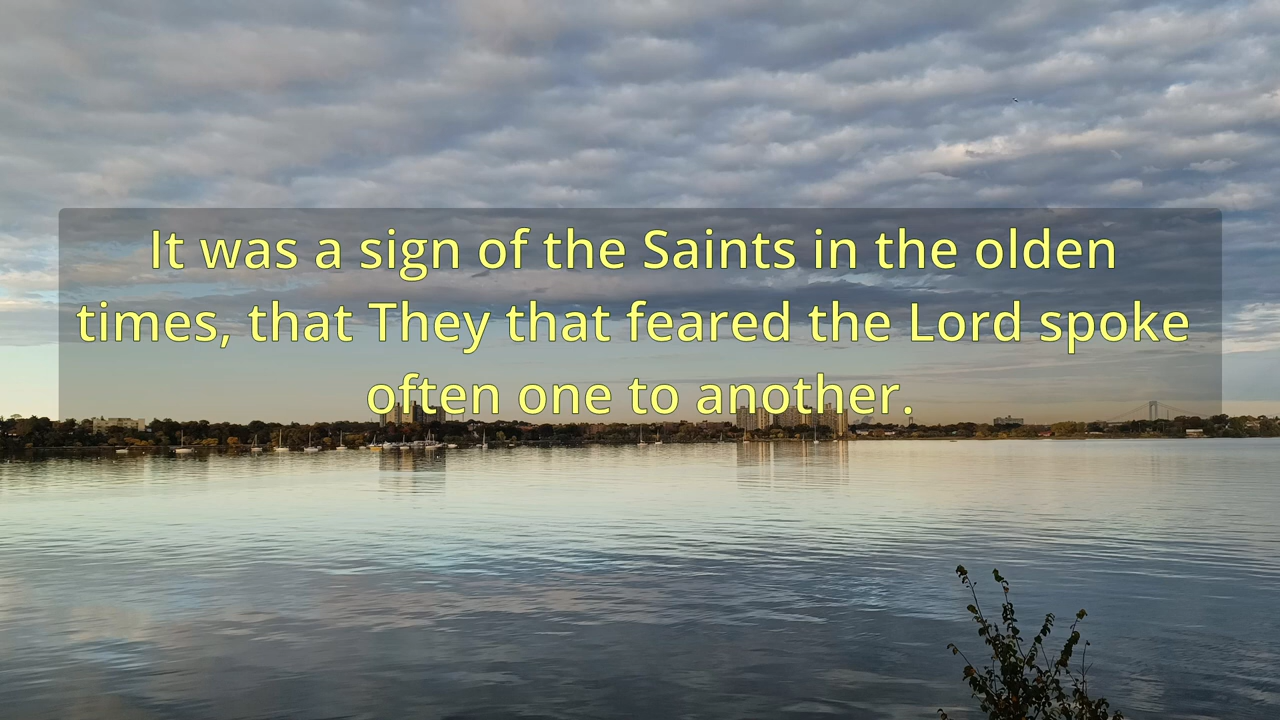 It was a sign of the Saints in the olden
times, that They that feared the Lord spoke
often one to another.